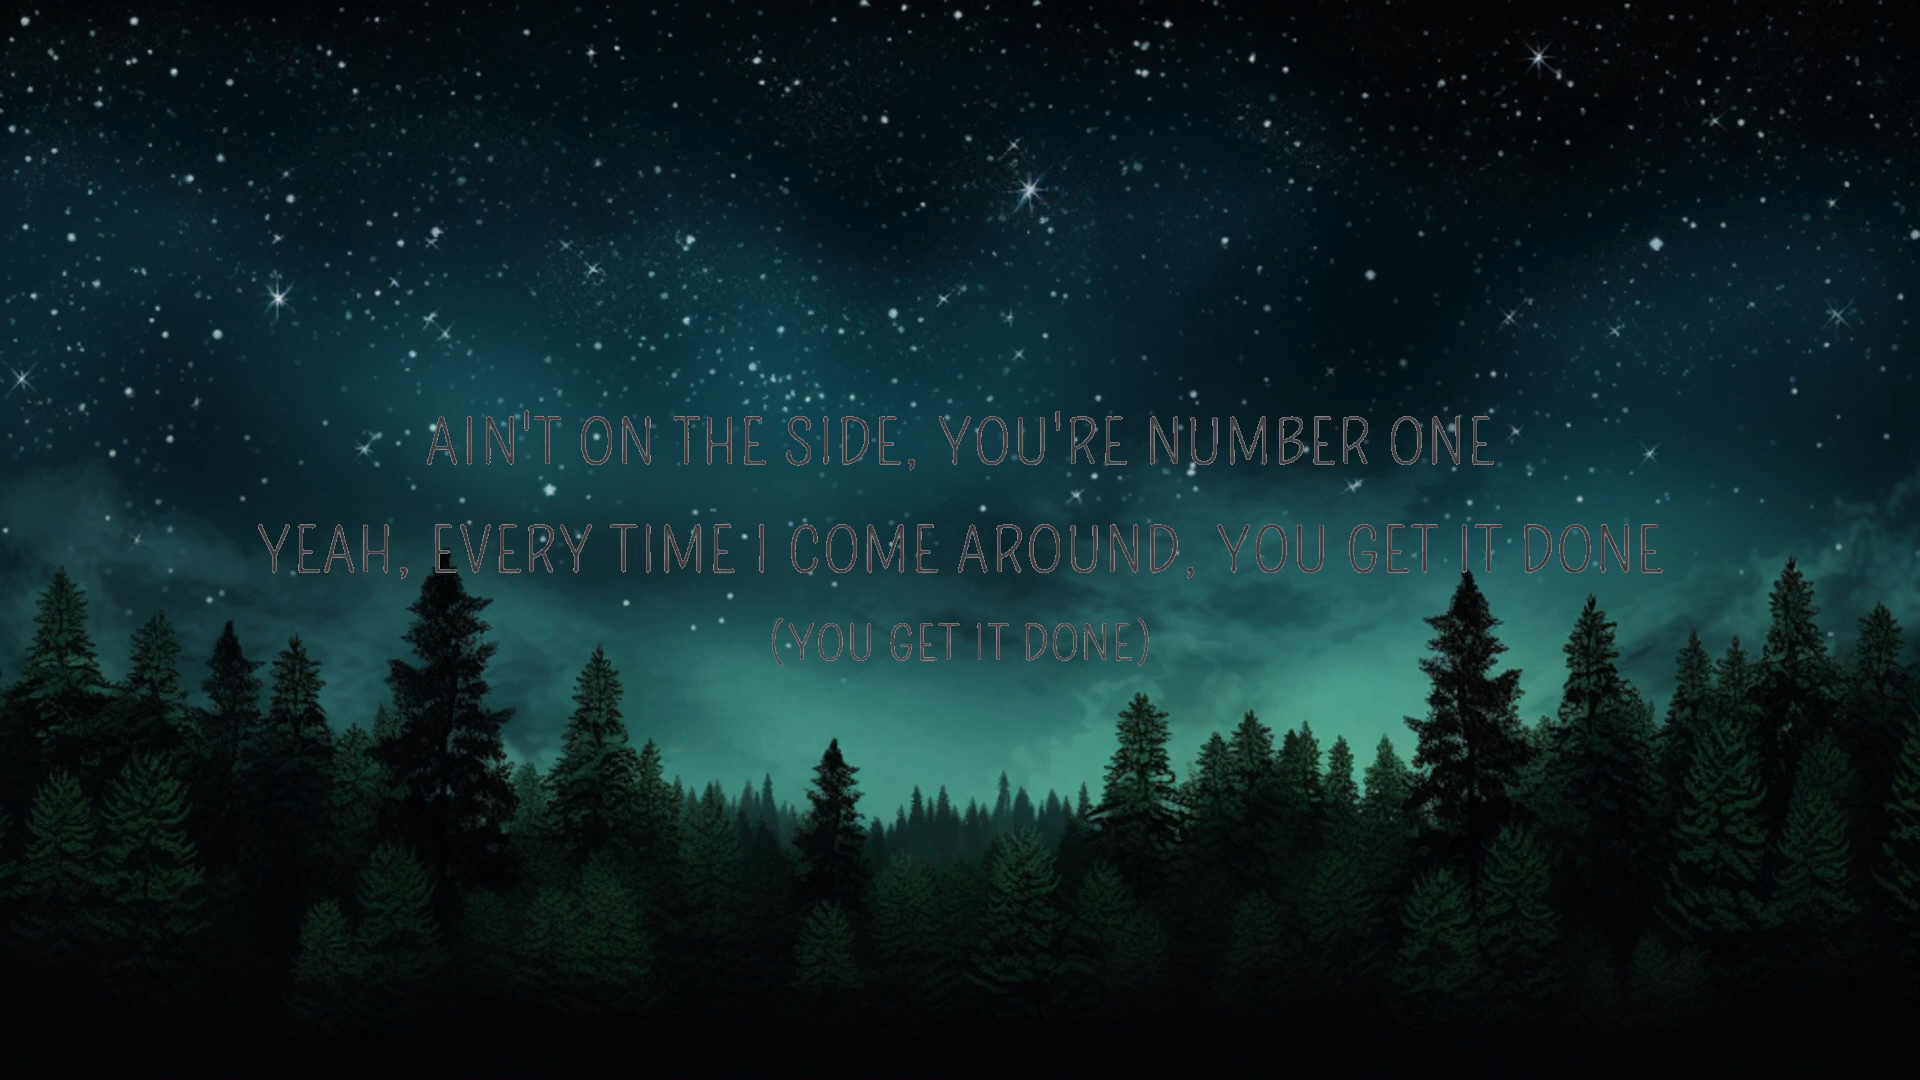 AIN'T ON THE SIDE, YOU'RE NUMBER ONE
YEAH, EVERY TIME I COME AROUND, YOU GET IT DONE
(YOU GET IT DONE)